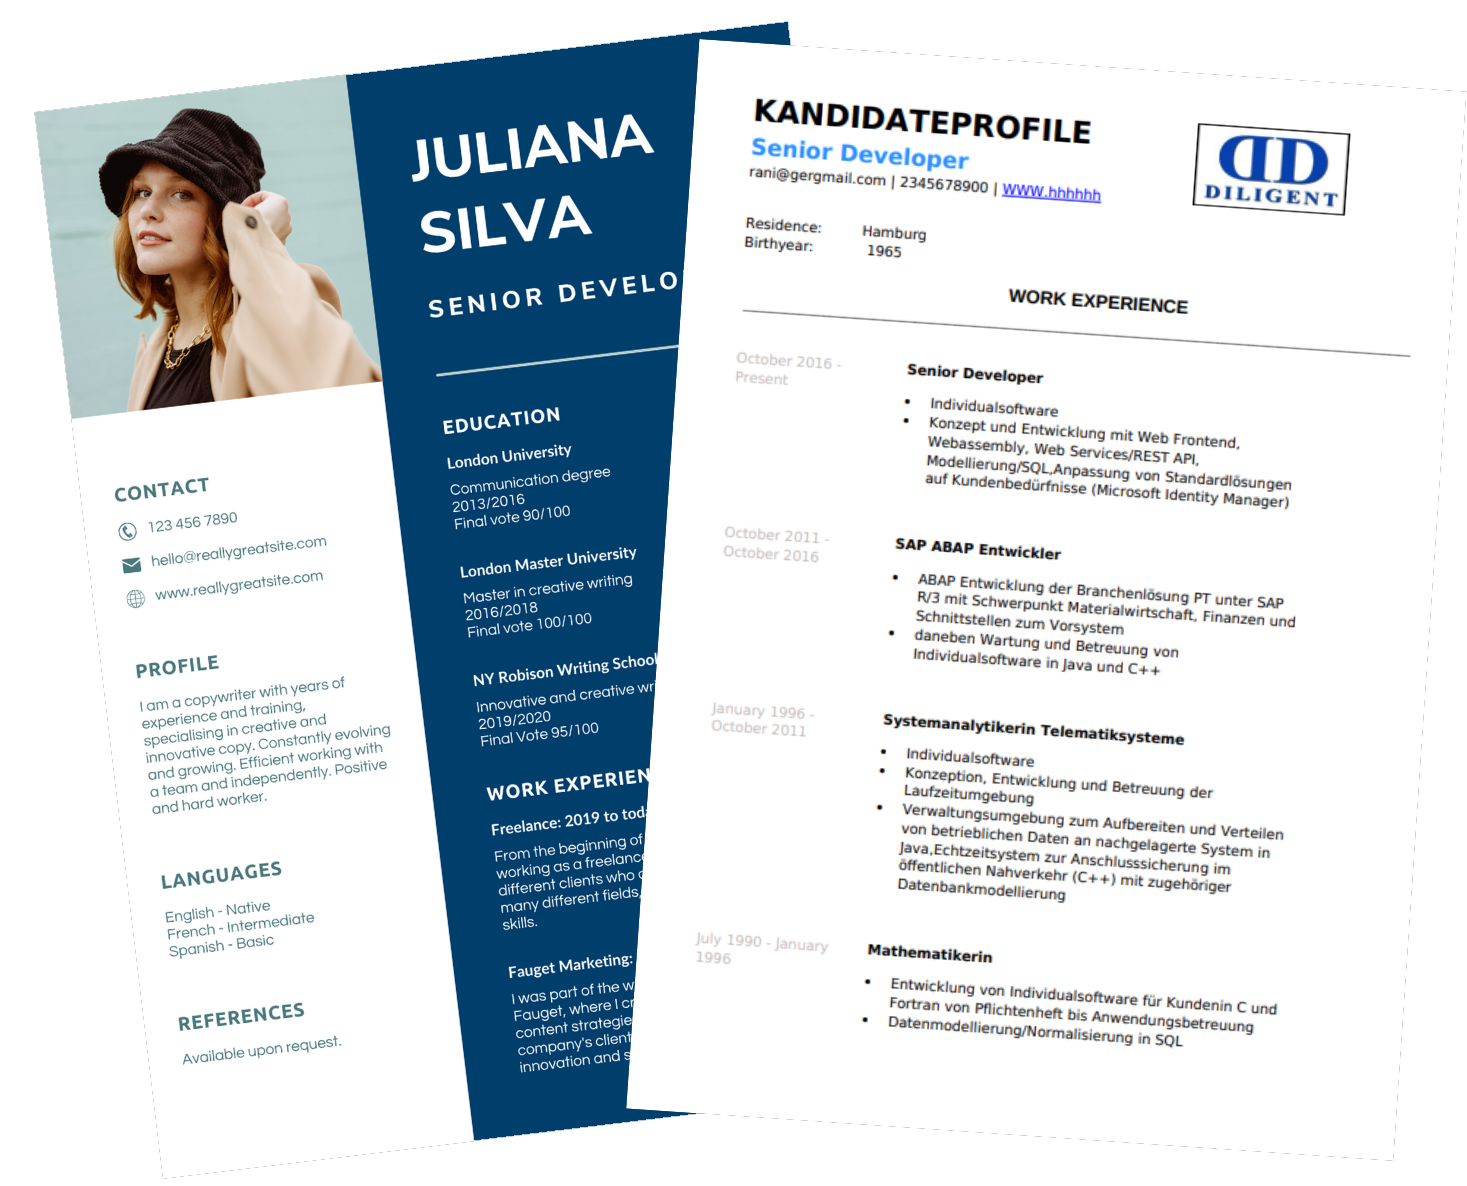 JULIANA
SILVA
SENIOR DEVELO
CONTACT
123 456 7890
hello@reallygreatsite.com
www.reallygreatsite.com
PROFILE
I am a copywriter with years of
experience and training,
specialising in creative and
innovative copy. Constantly evolving
and growing. Efficient working with
a team and independently. Positive
and hard worker.
LANGUAGES
English - Native
French - Intermediate
Spanish - Basic
REFERENCES
Available upon request.
EDUCATION
London University
Communication degree
2013/2016
Final vote 90/100
London Master University
Master in creative writing
2016/2018
Final vote 100/100
NY Robison Writing School
Innovative and creative wri
2019/2020
Final Vote 95/100
WORK EXPERIEN
Freelance: 2019 to toda
From the beginning of
working as a freelance
different clients who
many different fields,
skills.
Fauget Marketing:
I was part of the w
Fauget, where I cr
content strategie
company's client
innovation and s
KANDIDATEPROFILE
Senior Developer
rani@gergmail.com | 2345678900 | WWW.hhhhhh
DD
DILIGENT
Residence: Hamburg
Birthyear: 1965
WORK EXPERIENCE
October 2016 -
Present
Senior Developer
• Individualsoftware
• Konzept und Entwicklung mit Web Frontend,
Webassembly, Web Services/REST API,
Modellierung/SQL,Anpassung von Standardlösungen
auf Kundenbedürfnisse (Microsoft Identity Manager)
October 2011 -
October 2016
SAP ABAP Entwickler
• ABAP Entwicklung der Branchenlösung PT unter SAP
R/3 mit Schwerpunkt Materialwirtschaft, Finanzen und
Schnittstellen zum Vorsystem
• daneben Wartung und Betreuung von
Individualsoftware in Java und C++
January 1996 -
October 2011
Systemanalytikerin Telematiksysteme
• Individualsoftware
• Konzeption, Entwicklung und Betreuung der
Laufzeitumgebung
• Verwaltungsumgebung zum Aufbereiten und Verteilen
von betrieblichen Daten an nachgelagerte System in
Java,Echtzeitsystem zur Anschlusssicherung im
öffentlichen Nahverkehr (C++) mit zugehöriger
Datenbankmodellierung
July 1990 - January
1996
Mathematikerin
• Entwicklung von Individualsoftware für Kundenin C und
Fortran von Pflichtenheft bis Anwendungsbetreuung
• Datenmodellierung/Normalisierung in SQL